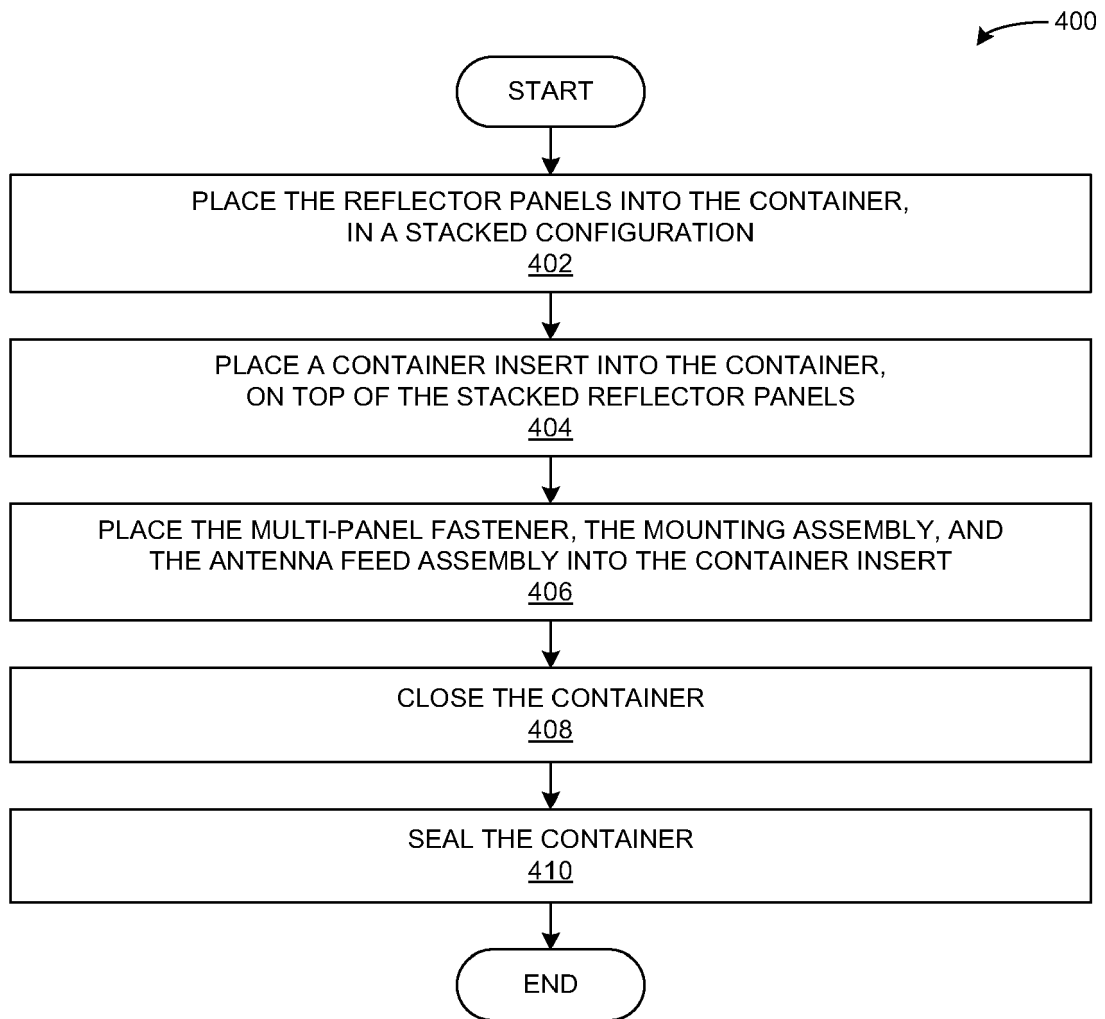 400
START
PLACE THE REFLECTOR PANELS INTO THE CONTAINER,
IN A STACKED CONFIGURATION
402
PLACE A CONTAINER INSERT INTO THE CONTAINER,
ON TOP OF THE STACKED REFLECTOR PANELS
404
PLACE THE MULTI-PANEL FASTENER, THE MOUNTING ASSEMBLY, AND
THE ANTENNA FEED ASSEMBLY INTO THE CONTAINER INSERT
406
CLOSE THE CONTAINER
408
SEAL THE CONTAINER
410
END